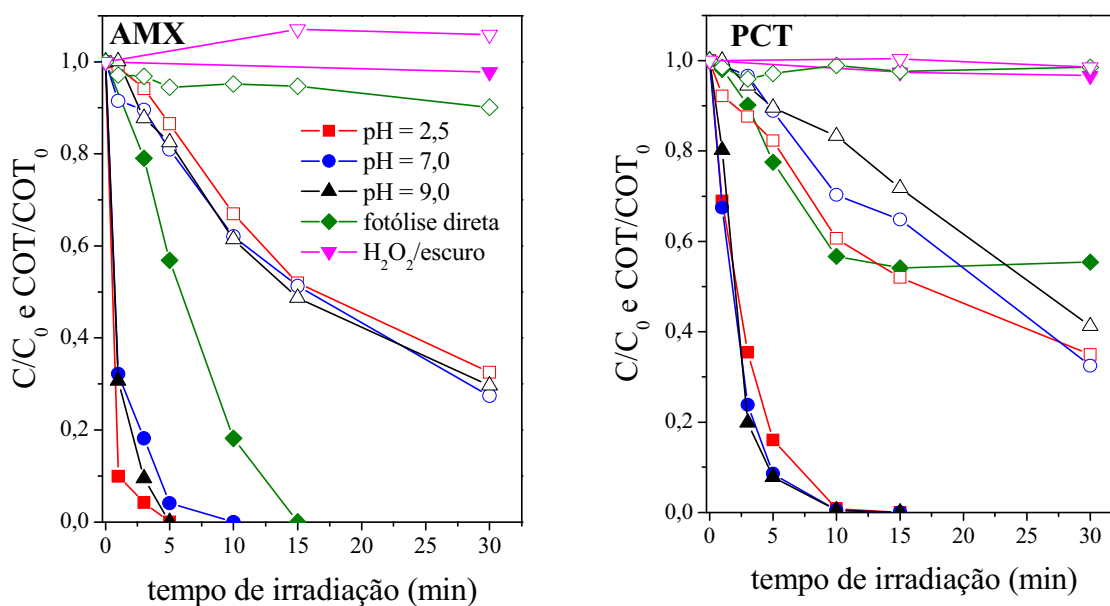 AMX
C/C₀ e COT/COT₀
1,0
0,8
0,6
0,4
0,2
0,0
pH = 2,5
pH = 7,0
pH = 9,0
fotólise direta
H₂O₂/escuro
0 5 10 15 20 25 30
tempo de irradiação (min)
PCT
C/C₀ e COT/COT₀
1,0
0,8
0,6
0,4
0,2
0,0
0 5 10 15 20 25 30
tempo de irradiação (min)